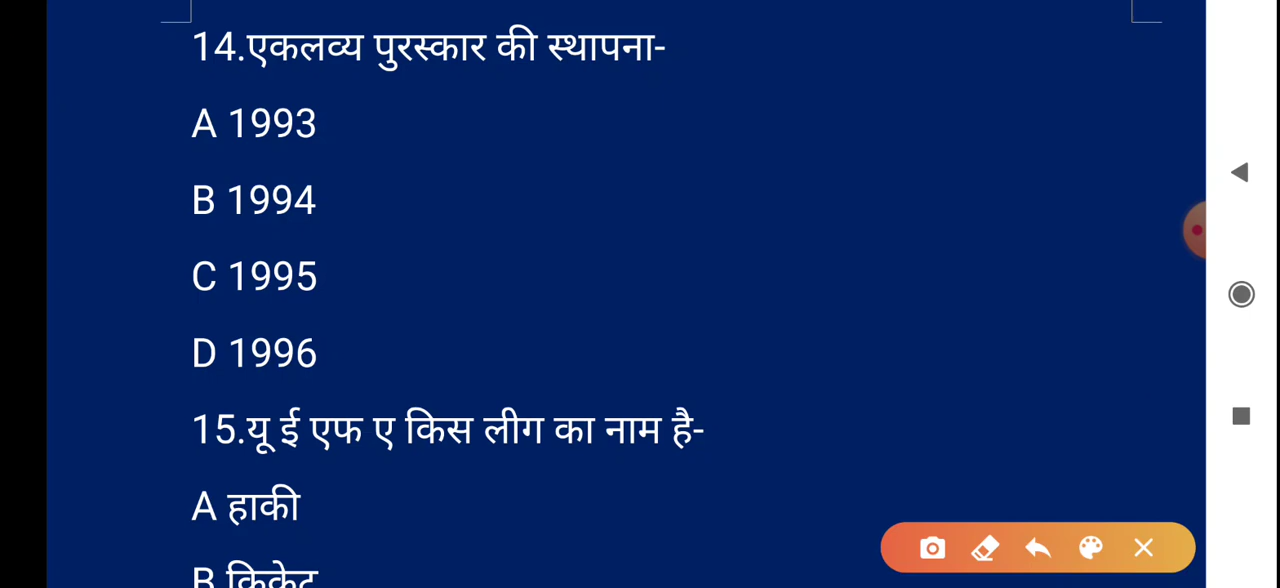 14.एकलव्य पुरस्कार की स्थापना-
A 1993
B 1994
C 1995
D 1996
15.यू ई एफ ए किस लीग का नाम है-
A हाकी
B क्रिकेट